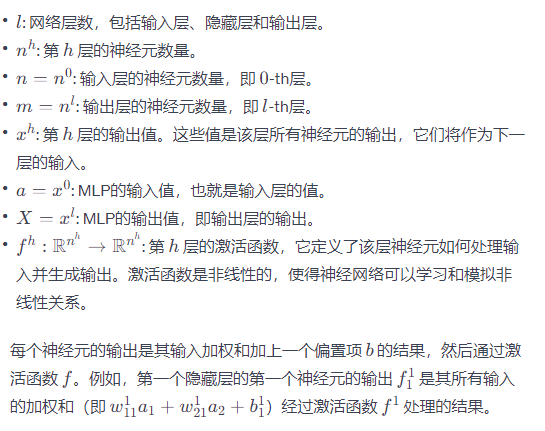 • l: 网络层数，包括输入层、隐藏层和输出层。
• n^h: 第 h 层的神经元数量。
• n = n^0: 输入层的神经元数量，即 0-th层。
• m = n^l: 输出层的神经元数量，即 l-th层。
• x^h: 第 h 层的输出值。这些值是该层所有神经元的输出，它们将作为下一
层的输入。
• a = x^0: MLP的输入值，也就是输入层的值。
• X = x^l: MLP的输出值，即输出层的输出。
• f^h : ℝ^{n^h} → ℝ^{n^h}: 第 h 层的激活函数，它定义了该层神经元如何处理输
入并生成输出。激活函数是非线性的，使得神经网络可以学习和模拟非
线性关系。
每个神经元的输出是其输入加权和加上一个偏置项 b 的结果，然后通过激
活函数 f。例如，第一个隐藏层的第一个神经元的输出 f_1^1 是其所有输入
的加权和（即 w_{11}^1 a_1 + w_{21}^1 a_2 + b_1^1）经过激活函数 f^1 处理的结果。